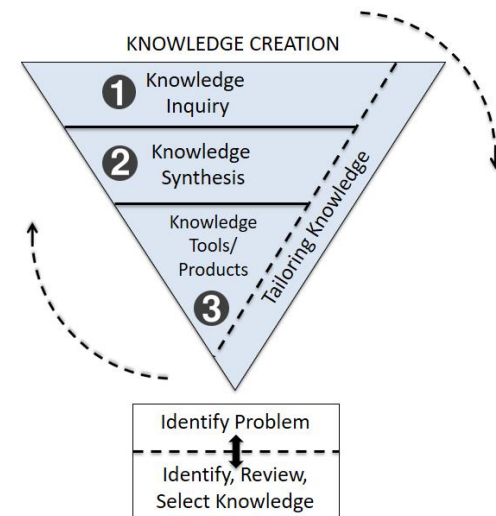 KNOWLEDGE CREATION
1 Knowledge
Inquiry
2 Knowledge
Synthesis
Knowledge
Tools/
Products
3
Tailoring Knowledge
Identify Problem
Identify, Review,
Select Knowledge